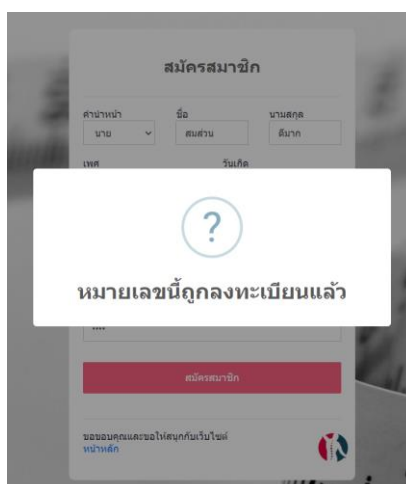 สมัครสมาชิก
คำนำหน้า ชื่อ นามสกุล
นาย สมส่วน ดีมาก
เพศ วันเกิด
?
หมายเลขนี้ถูกลงทะเบียนแล้ว
....
สมัครสมาชิก
ขอขอบคุณและขอให้สนุกกับเว็บไซต์
หน้าหลัก